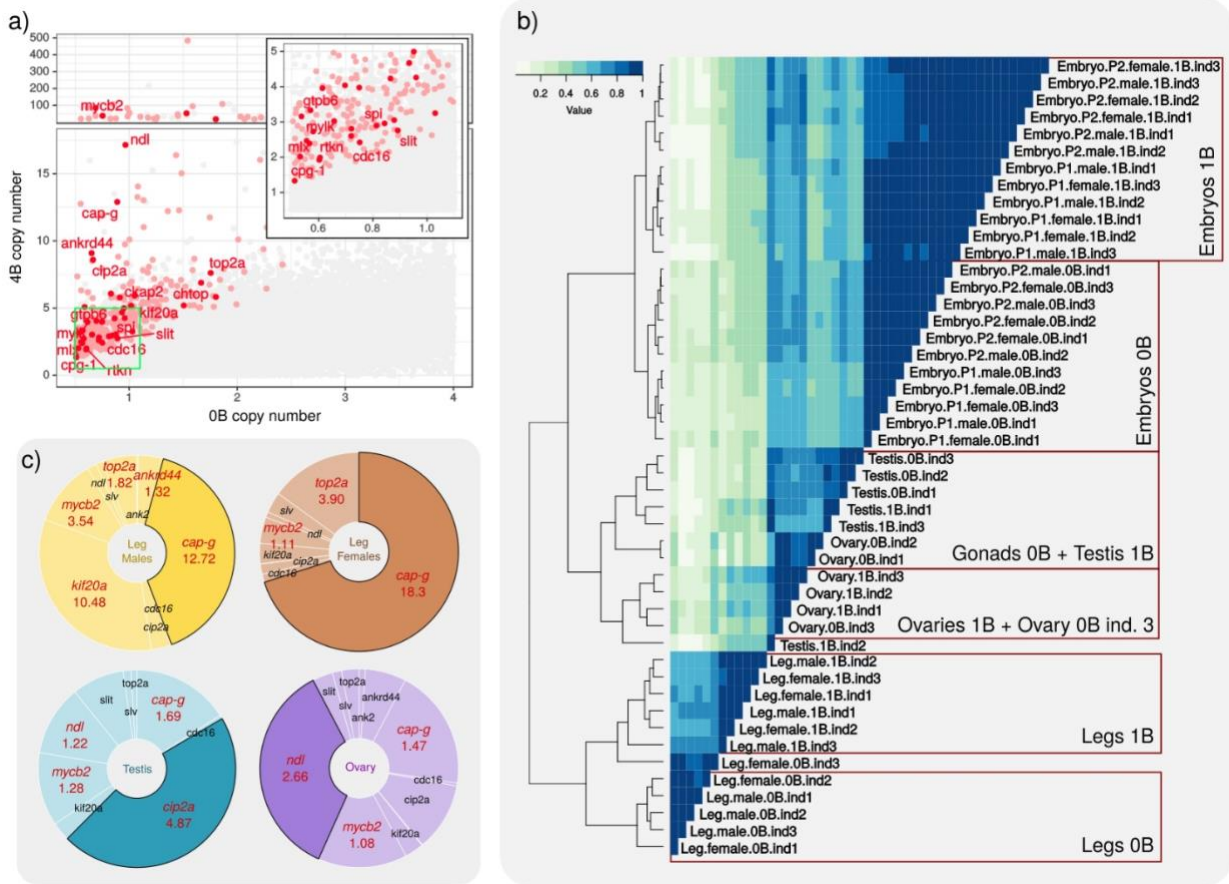 a)
500
400
300
200
100
mycb2
ndl
15
cap-g
10
ankrd44
cip2a
top2a
ckap2
chtop
5
gtpb6
kif20a
spl
slit
mlx
cdc16
cpg-1
rtkn
0
1
2
3
4
4B copy number
0B copy number
5
4
3
2
1
gtpb6
mylk
spl
mlx
rtkn
slit
cdc16
cpg-1
0.6
0.8
1.0
b)
0.2 0.4 0.6 0.8 1
Value
Embryo.P2.female.1B.ind3
Embryo.P2.male.1B.ind3
Embryo.P2.female.1B.ind2
Embryo.P2.female.1B.ind1
Embryo.P2.male.1B.ind1
Embryo.P2.male.1B.ind2
Embryo.P1.male.1B.ind1
Embryo.P1.female.1B.ind3
Embryo.P1.male.1B.ind2
Embryo.P1.female.1B.ind1
Embryo.P1.female.1B.ind2
Embryo.P1.male.1B.ind3
Embryo.P2.male.0B.ind1
Embryo.P2.female.0B.ind3
Embryo.P2.male.0B.ind3
Embryo.P2.female.0B.ind2
Embryo.P2.female.0B.ind1
Embryo.P2.male.0B.ind2
Embryo.P1.male.0B.ind3
Embryo.P1.female.0B.ind2
Embryo.P1.female.0B.ind3
Embryo.P1.male.0B.ind1
Embryo.P1.female.0B.ind1
Testis.0B.ind3
Testis.0B.ind2
Testis.0B.ind1
Testis.1B.ind1
Testis.1B.ind3
Ovary.0B.ind2
Ovary.0B.ind1
Ovary.1B.ind3
Ovary.1B.ind2
Ovary.1B.ind1
Ovary.0B.ind3
Testis.1B.ind2
Leg.male.1B.ind2
Leg.female.1B.ind3
Leg.female.1B.ind1
Leg.male.1B.ind1
Leg.female.1B.ind2
Leg.male.1B.ind3
Leg.female.0B.ind3
Leg.female.0B.ind2
Leg.male.0B.ind1
Leg.male.0B.ind2
Leg.male.0B.ind3
Leg.female.0B.ind1
Embryos 1B
Embryos 0B
Gonads 0B + Testis 1B
Ovaries 1B + Ovary 0B ind. 3
Legs 1B
Legs 0B
c)
top2a
1.82
ankrd44
1.32
ndl
slv
ank2
mycb2
3.54
Leg
Males
cap-g
12.72
kif20a
10.48
cdc16
cip2a
top2a
3.90
slv
ndl
mycb2
1.11
Leg
Females
kif20a
cip2a
cdc16
cap-g
18.3
top2a
slit
slv
cap-g
1.69
cdc16
ndl
1.22
mycb2
1.28
Testis
kif20a
cip2a
4.87
top2a
slit
slv
ankrd44
ank2
cap-g
1.47
ndl
2.66
Ovary
cdc16
cip2a
mycb2
1.08
kif20a